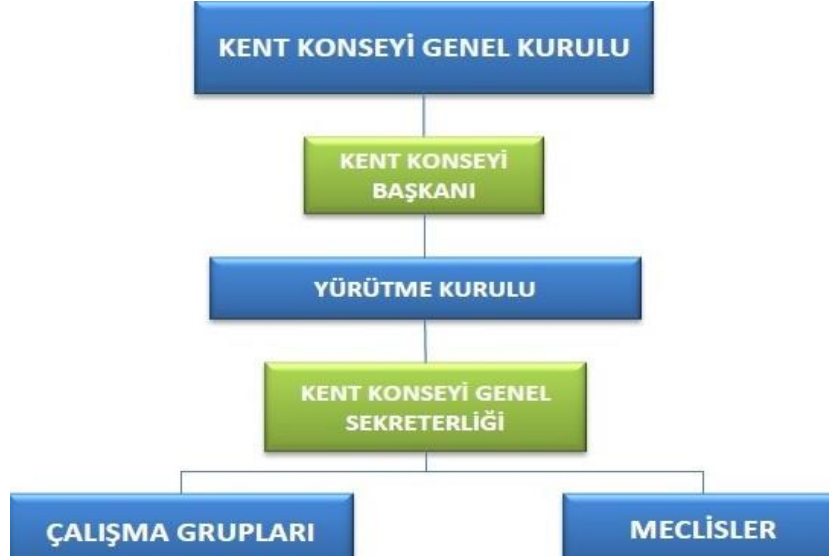 KENT KONSEYİ GENEL KURULU
KENT KONSEYİ
BAŞKANI
YÜRÜTME KURULU
KENT KONSEYİ GENEL
SEKRETERLİĞİ
ÇALIŞMA GRUPLARI
MECLİSLER